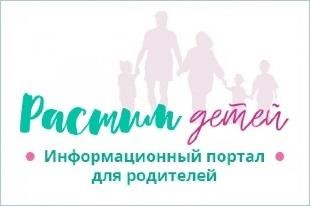 Растим детей
• Информационный портал •
для родителей